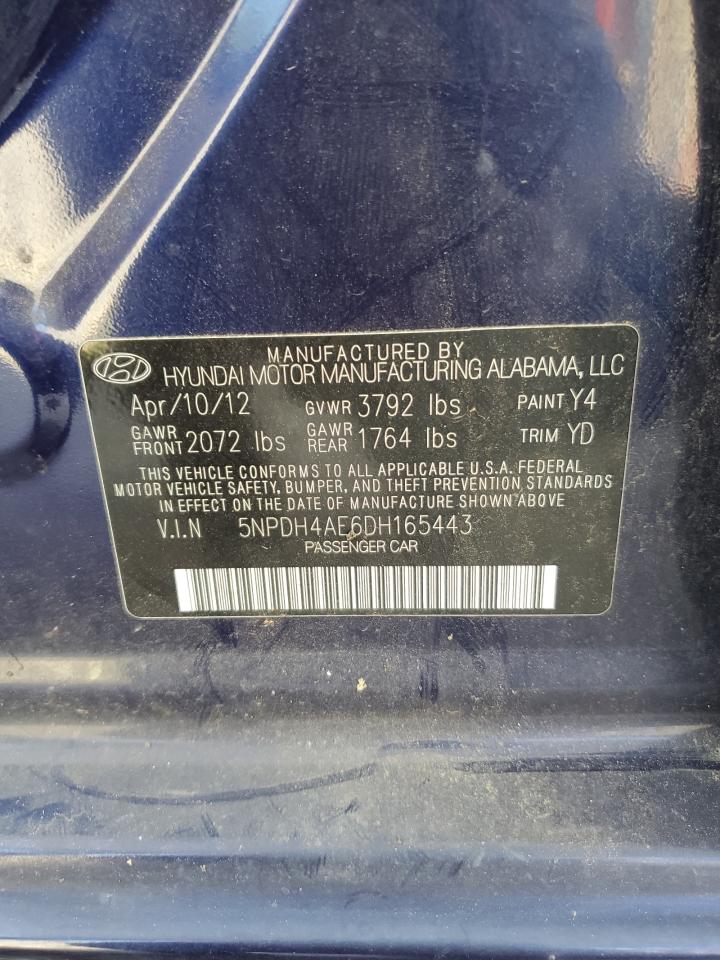 MANUFACTURED BY
HYUNDAI MOTOR MANUFACTURING ALABAMA, LLC
Apr/10/12 GVWR 3792 lbs PAINT Y4
GAWR FRONT 2072 lbs GAWR REAR 1764 lbs TRIM YD
THIS VEHICLE CONFORMS TO ALL APPLICABLE U.S.A. FEDERAL
MOTOR VEHICLE SAFETY, BUMPER, AND THEFT PREVENTION STANDARDS
IN EFFECT ON THE DATE OF MANUFACTURE SHOWN ABOVE
V.I.N 5NPDH4AE6DH165443
PASSENGER CAR